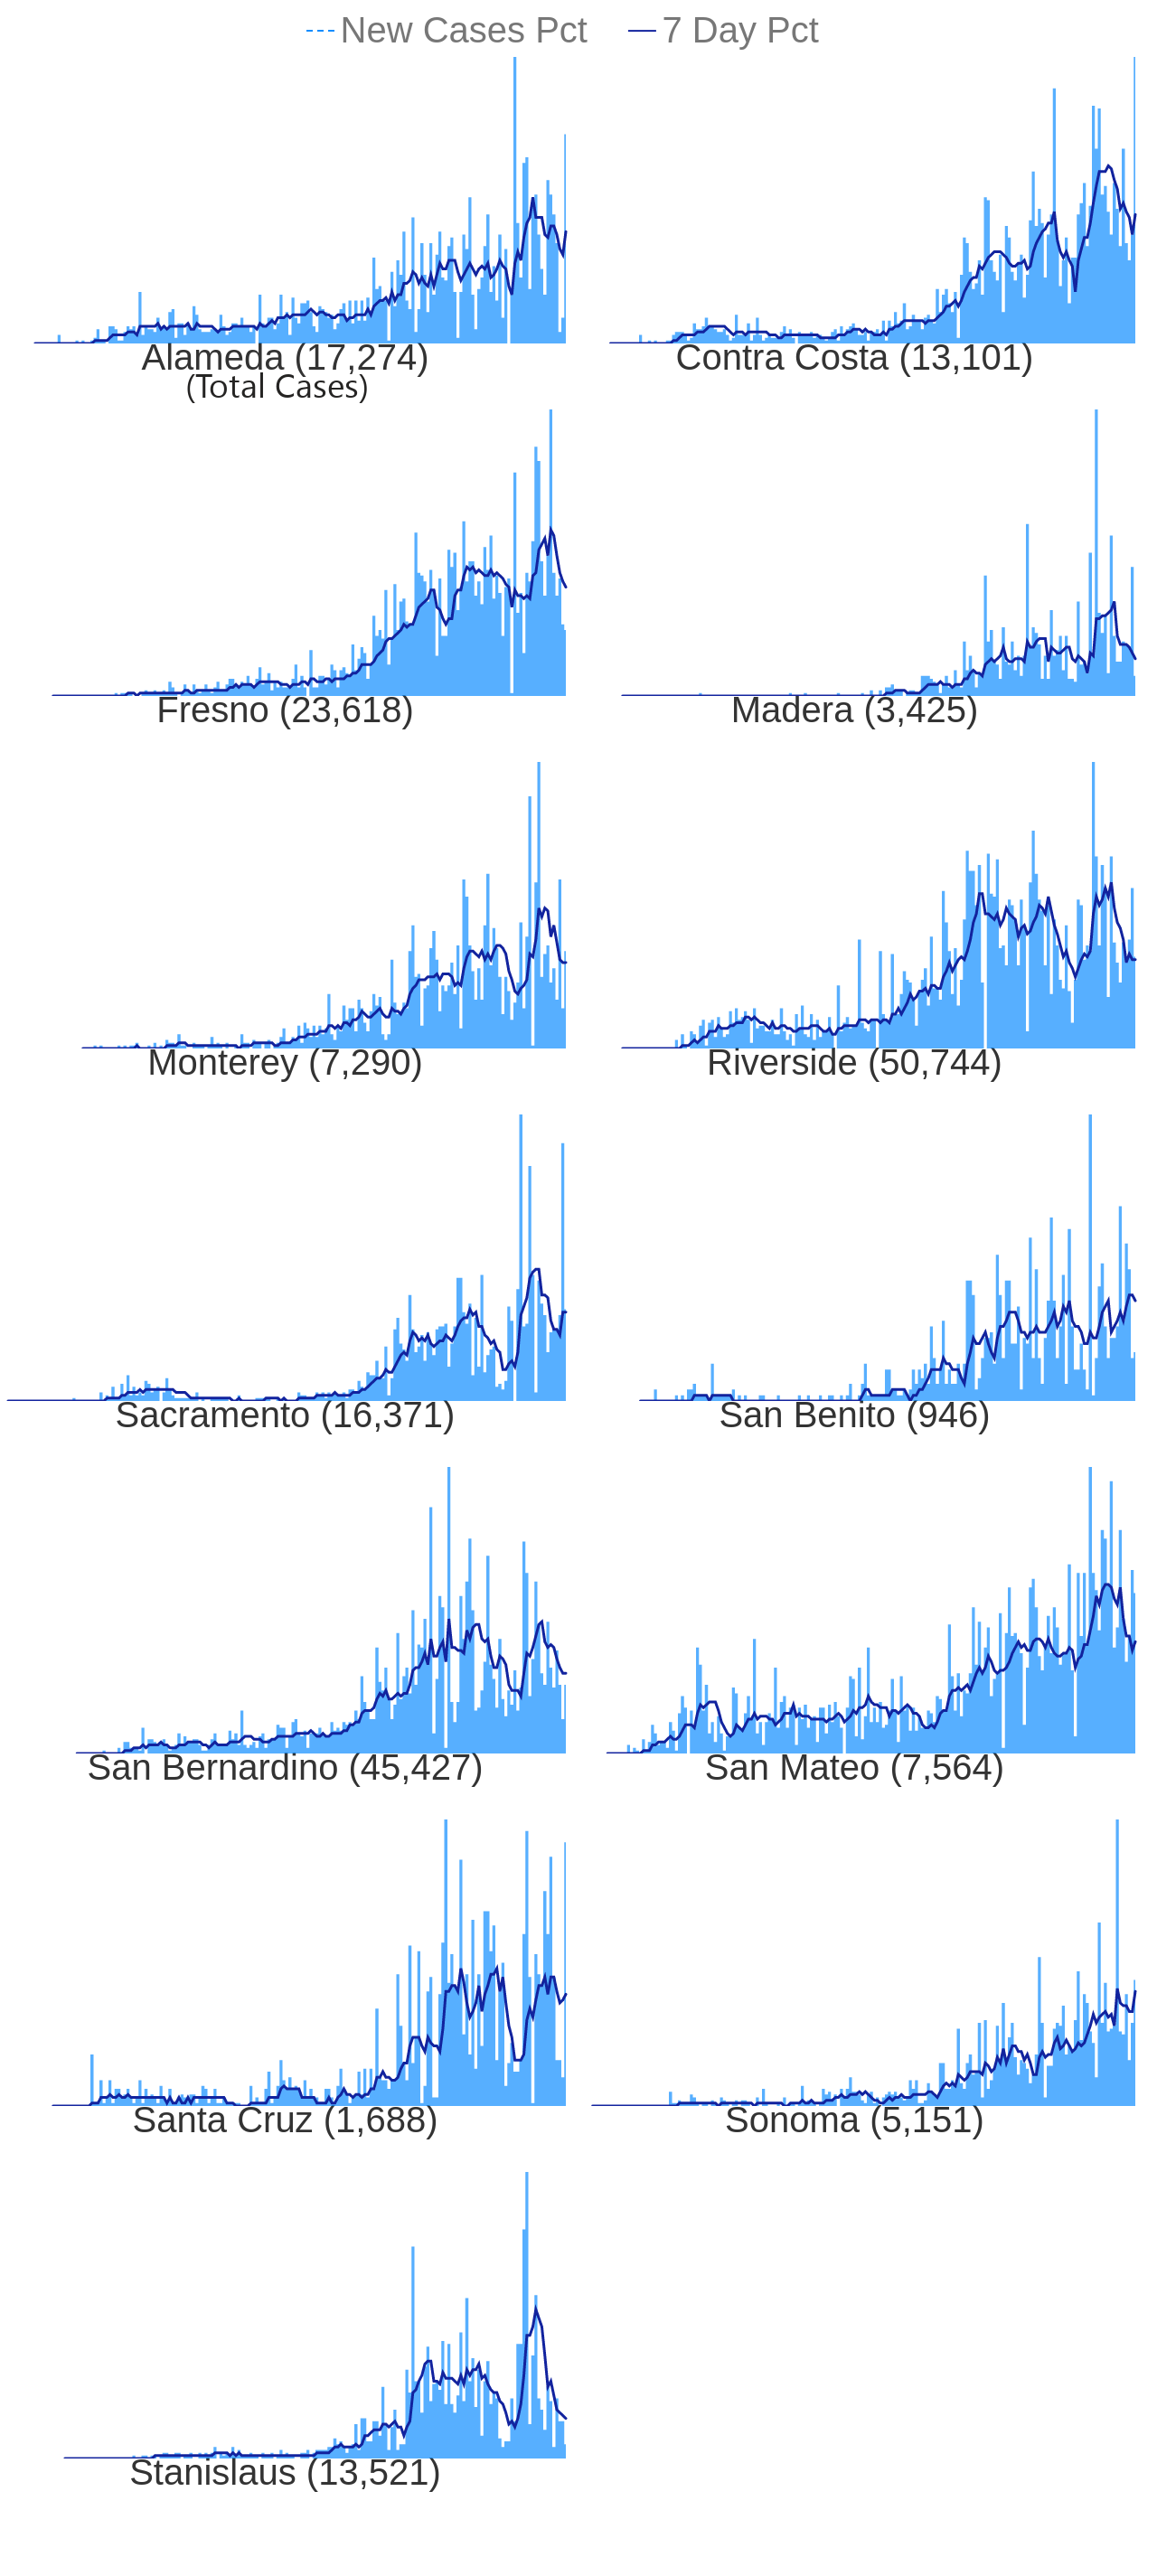 New Cases Pct 7 Day Pct
Alameda (17,274) Contra Costa (13,101)
(Total Cases)
Fresno (23,618) Madera (3,425)
Monterey (7,290) Riverside (50,744)
Sacramento (16,371) San Benito (946)
San Bernardino (45,427) San Mateo (7,564)
Santa Cruz (1,688) Sonoma (5,151)
Stanislaus (13,521)